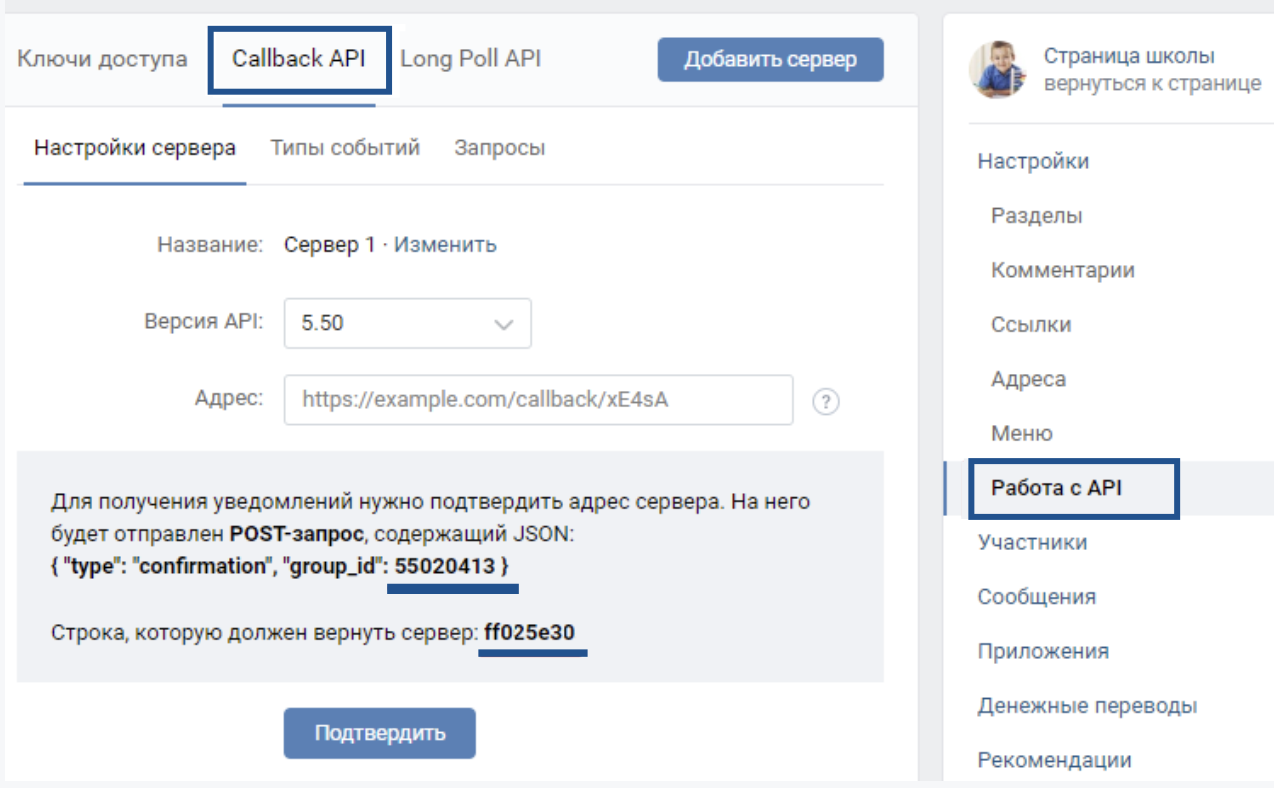 Ключи доступа
Callback API
Long Poll API
Добавить сервер
Настройки сервера
Типы событий
Запросы
Название: Сервер 1 · Изменить
Версия API: 5.50
Адрес: https://example.com/callback/xE4sA ?
Для получения уведомлений нужно подтвердить адрес сервера. На него
будет отправлен POST-запрос, содержащий JSON:
{ "type": "confirmation", "group_id": 55020413 }
Строка, которую должен вернуть сервер: ff025e30
Подтвердить
Страница школы
вернуться к странице
Настройки
Разделы
Комментарии
Ссылки
Адреса
Меню
Работа с API
Участники
Сообщения
Приложения
Денежные переводы
Рекомендации